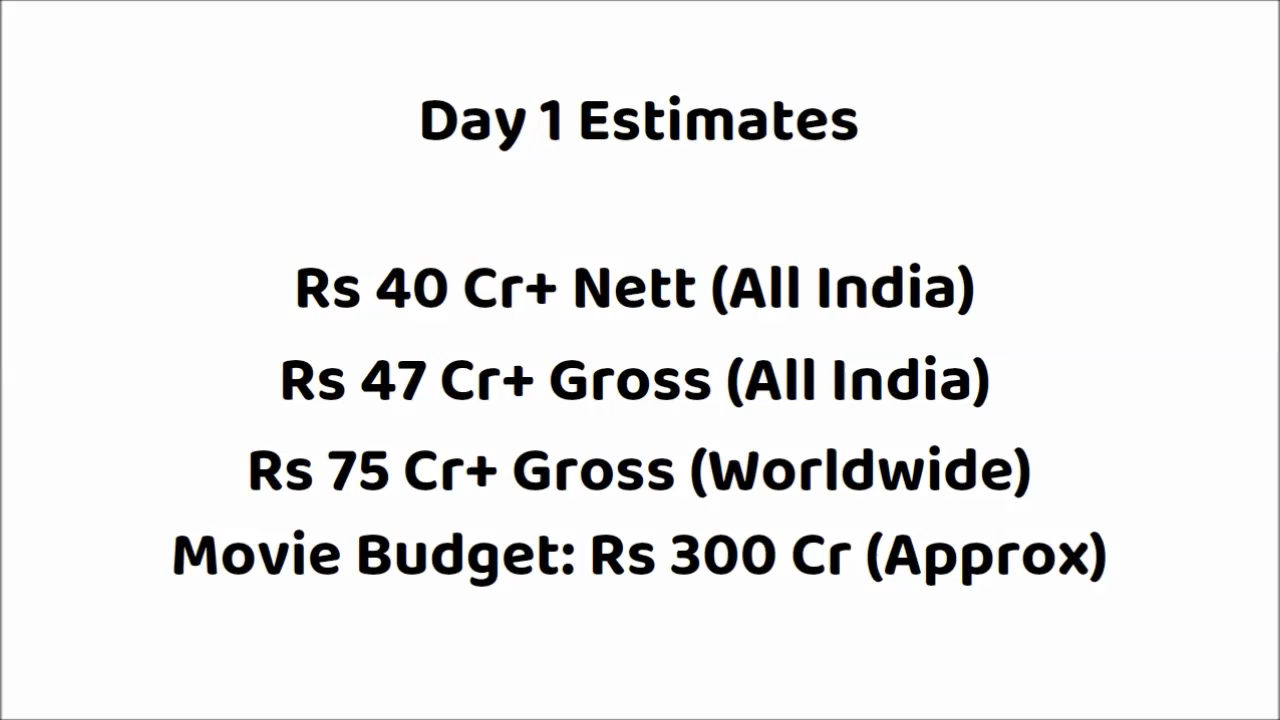 Day 1 Estimates
Rs 40 Cr+ Nett (All India)
Rs 47 Cr+ Gross (All India)
Rs 75 Cr+ Gross (Worldwide)
Movie Budget: Rs 300 Cr (Approx)